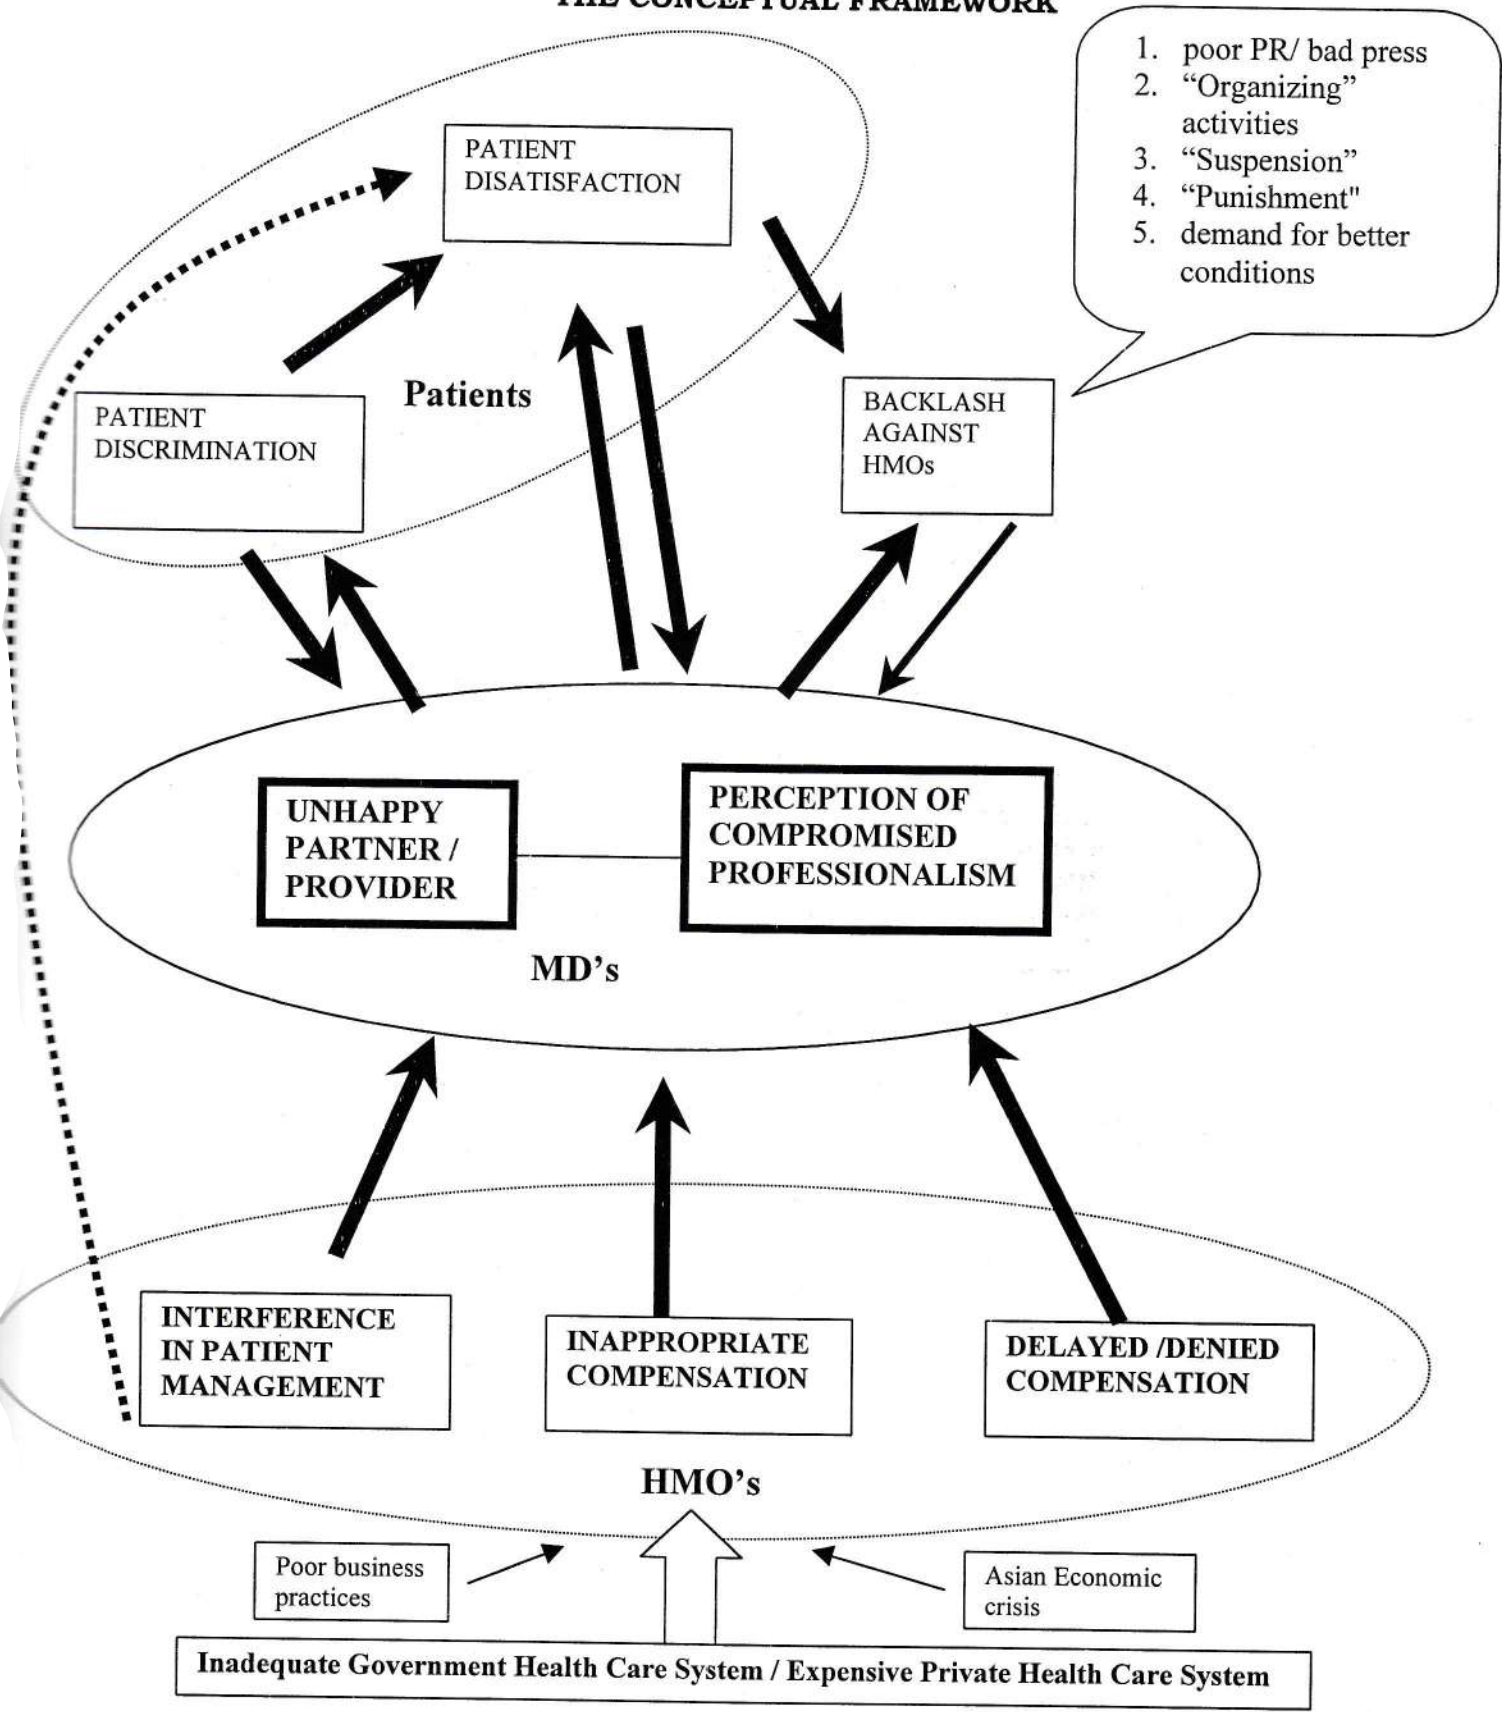 THE CONCEPTUAL FRAMEWORK
1. poor PR/ bad press
2. “Organizing”
activities
3. “Suspension”
4. “Punishment"
5. demand for better
conditions
PATIENT
DISATISFACTION
Patients
PATIENT
DISCRIMINATION
BACKLASH
AGAINST
HMOs
UNHAPPY
PARTNER /
PROVIDER
PERCEPTION OF
COMPROMISED
PROFESSIONALISM
MD’s
INTERFERENCE
IN PATIENT
MANAGEMENT
INAPPROPRIATE
COMPENSATION
DELAYED /DENIED
COMPENSATION
HMO’s
Poor business
practices
Asian Economic
crisis
Inadequate Government Health Care System / Expensive Private Health Care System